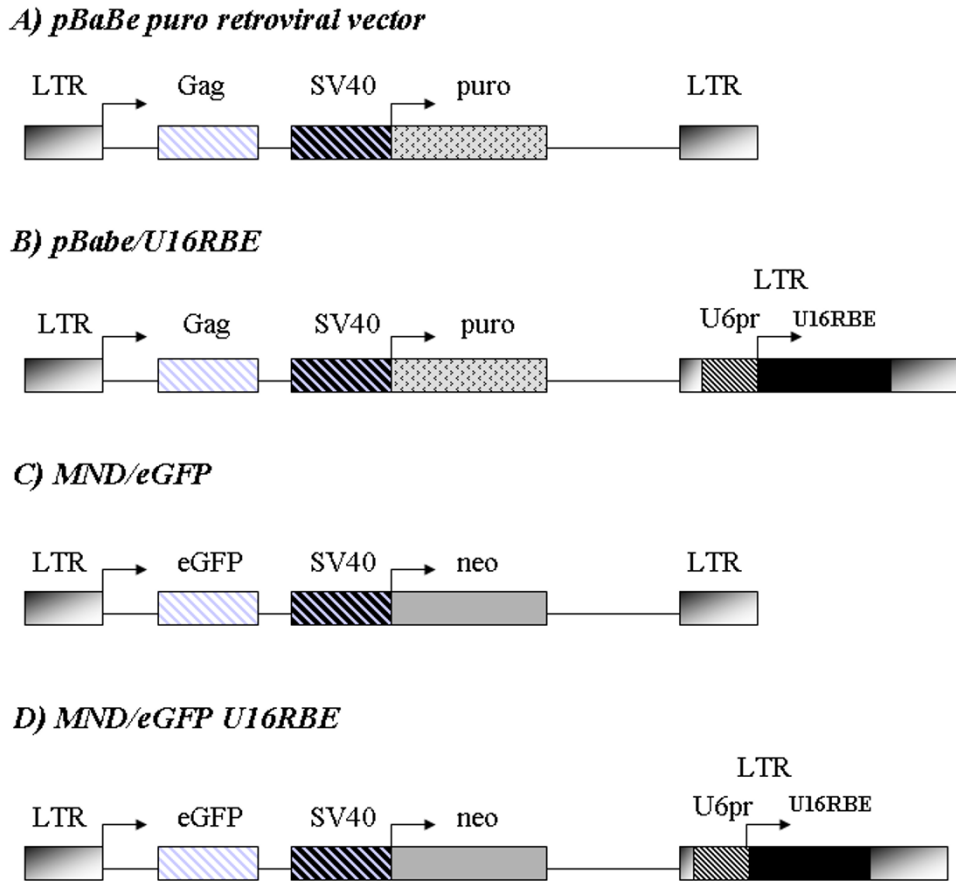 A) pBaBe puro retroviral vector
LTR Gag SV40 puro LTR
B) pBabe/U16RBE
LTR
LTR Gag SV40 puro U6pr U16RBE
C) MND/eGFP
LTR eGFP SV40 neo LTR
D) MND/eGFP U16RBE
LTR
LTR eGFP SV40 neo U6pr U16RBE